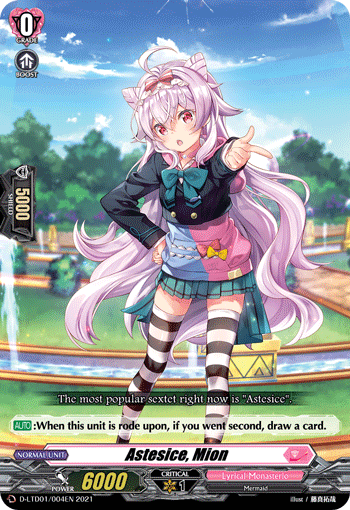 0
GRADE
BOOST
5000
SHIELD
The most popular sextet right now is "Astesice".
AUTO:When this unit is rode upon, if you went second, draw a card.
NORMAL UNIT
Astesice, Mion
POWER 6000
CRITICAL
1
Lyrical Monasterio
Mermaid
D-LTD01/004EN 2021
illust / 藤真拓哉